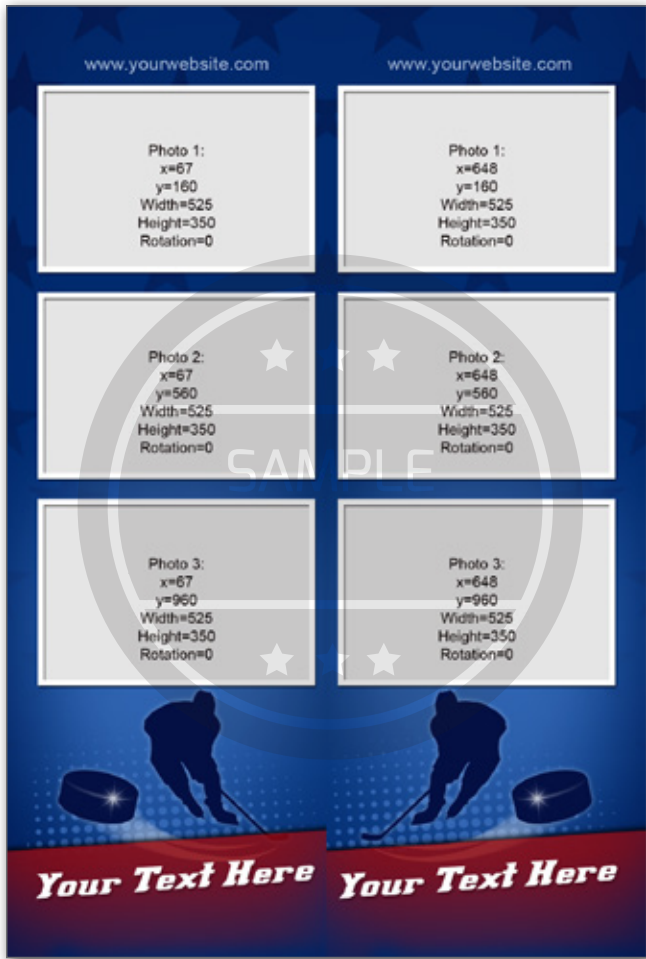 www.yourwebsite.com
www.yourwebsite.com
Photo 1:
x=67
y=160
Width=525
Height=350
Rotation=0
Photo 1:
x=648
y=160
Width=525
Height=350
Rotation=0
Photo 2:
x=67
y=560
Width=525
Height=350
Rotation=0
Photo 2:
x=648
y=560
Width=525
Height=350
Rotation=0
SAMPLE
Photo 3:
x=67
y=960
Width=525
Height=350
Rotation=0
Photo 3:
x=648
y=960
Width=525
Height=350
Rotation=0
Your Text Here
Your Text Here